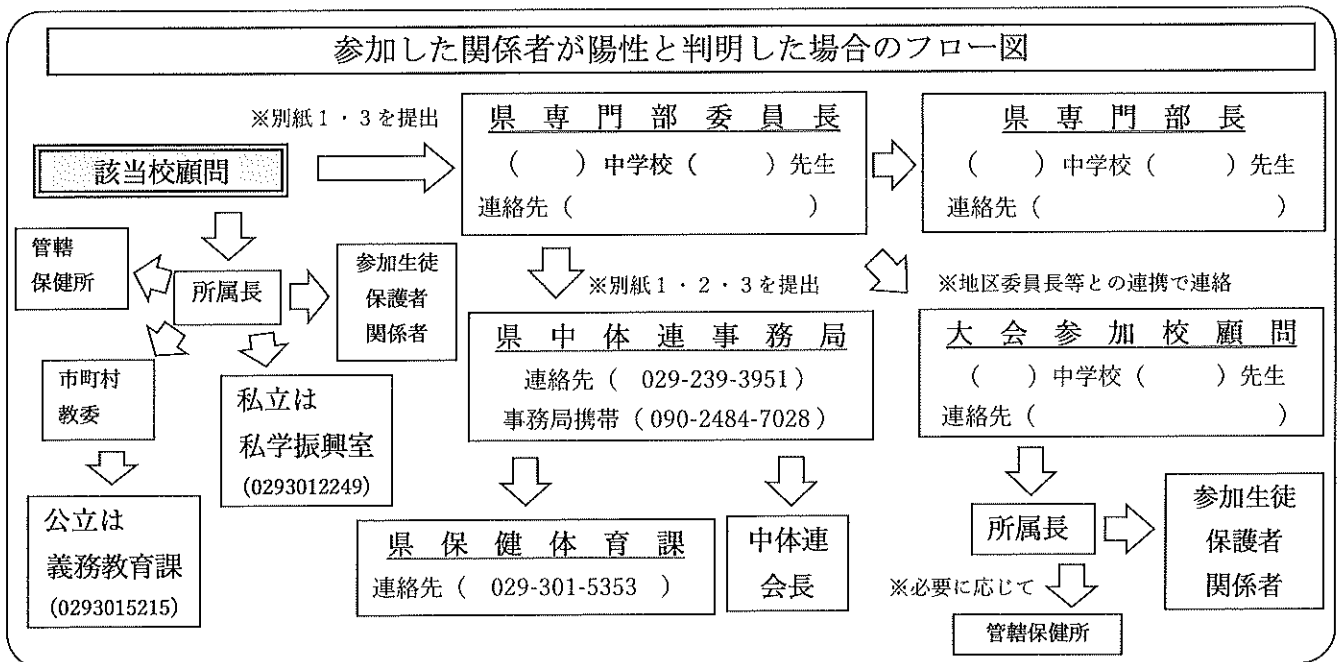 参加した関係者が陽性と判明した場合のフロー図
※別紙1・3を提出
該当校顧問
県専門部委員長
(　　)中学校(　　)先生
連絡先(　　　　　　)
県専門部長
(　　)中学校(　　)先生
連絡先(　　　　　　)
管轄
保健所
所属長
参加生徒
保護者
関係者
市町村
教委
私立は
私学振興室
(0293012249)
公立は
義務教育課
(0293015215)
※別紙1・2・3を提出
県中体連事務局
連絡先( 029-239-3951)
事務局携帯(090-2484-7028)
県保健体育課
連絡先( 029-301-5353 )
中体連
会長
※地区委員長等との連携で連絡
大会参加校顧問
(　　)中学校(　　)先生
連絡先(　　　　　　)
所属長
参加生徒
保護者
関係者
※必要に応じて
管轄保健所